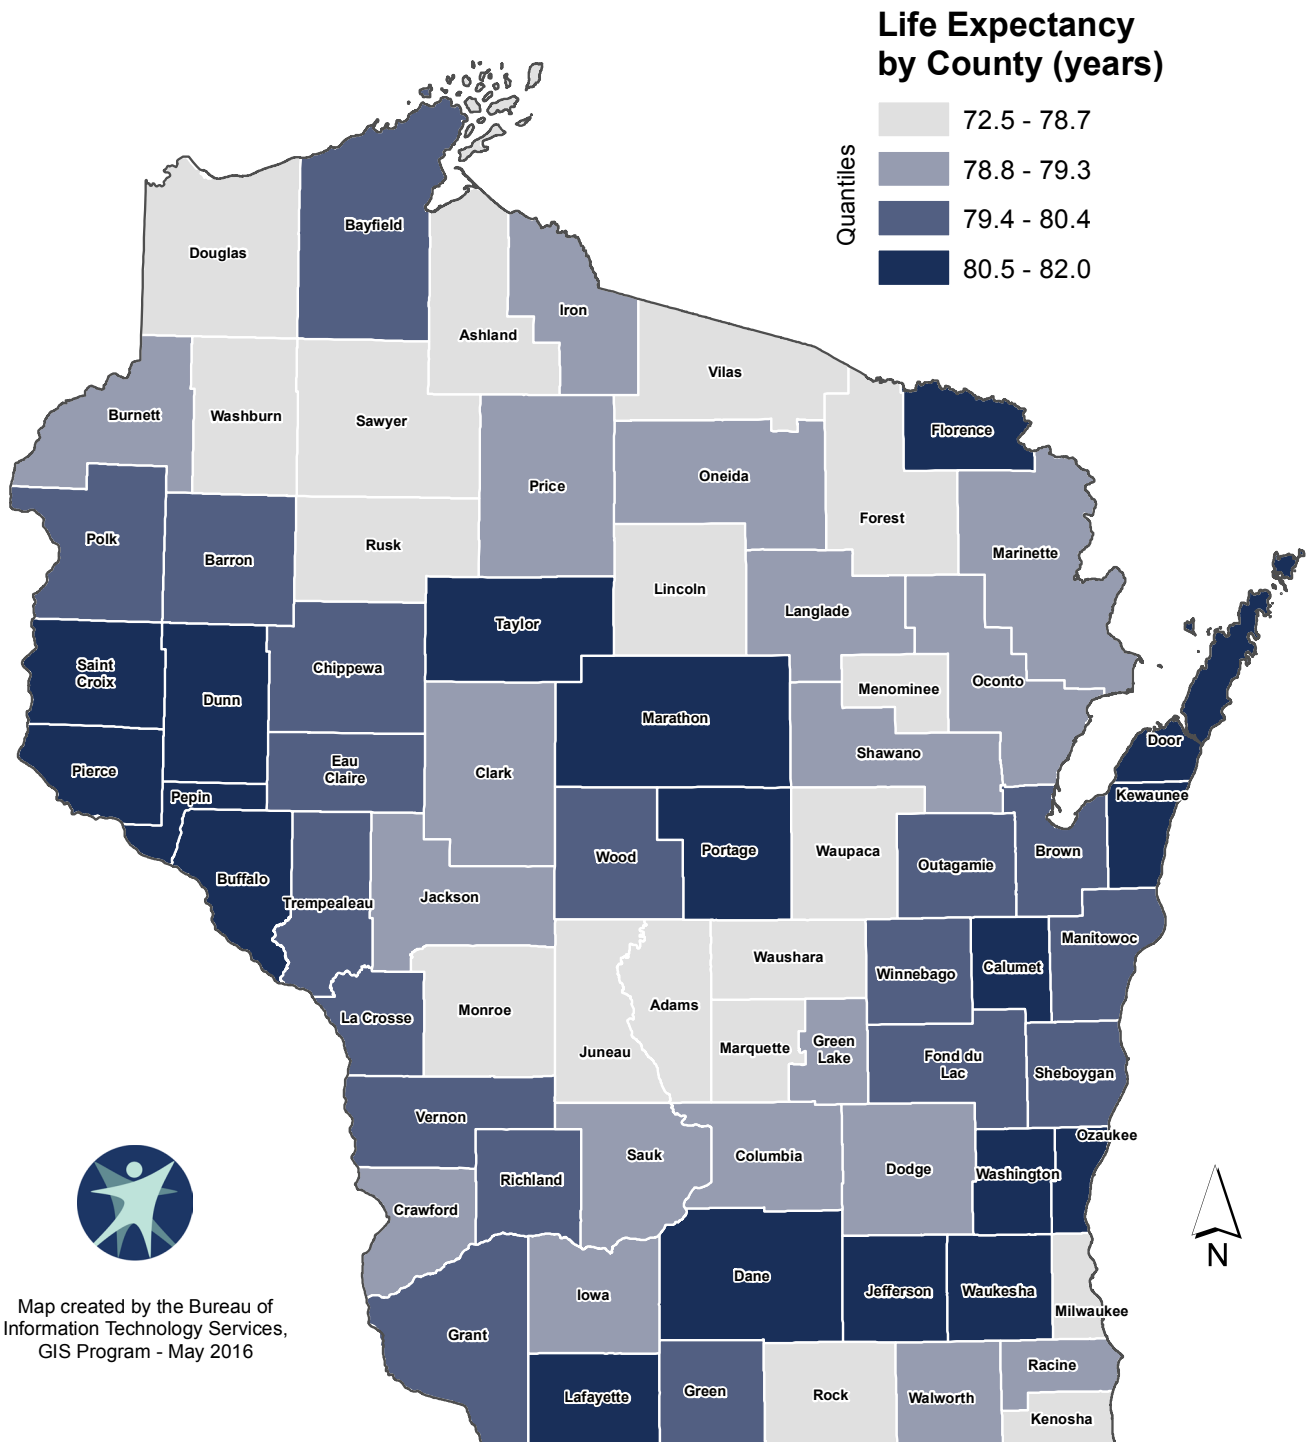 Life Expectancy
by County (years)
Quantiles
72.5 - 78.7
78.8 - 79.3
79.4 - 80.4
80.5 - 82.0
Bayfield
Douglas
Iron
Ashland
Vilas
Burnett
Washburn
Sawyer
Florence
Price
Oneida
Forest
Polk
Barron
Rusk
Marinette
Lincoln
Langlade
Taylor
Saint
Croix
Chippewa
Dunn
Menominee
Oconto
Marathon
Door
Shawano
Pierce
Eau
Claire
Clark
Pepin
Kewaunee
Wood
Portage
Waupaca
Outagamie
Brown
Buffalo
Trempealeau
Jackson
Manitowoc
Waushara
Winnebago
Calumet
La Crosse
Monroe
Adams
Juneau
Marquette
Green
Lake
Fond du
Lac
Sheboygan
Vernon
Ozaukee
Sauk
Columbia
Dodge
Washington
Richland
Crawford
N
Dane
Jefferson
Waukesha
Iowa
Milwaukee
Map created by the Bureau of
Information Technology Services,
GIS Program - May 2016
Grant
Racine
Lafayette
Green
Rock
Walworth
Kenosha